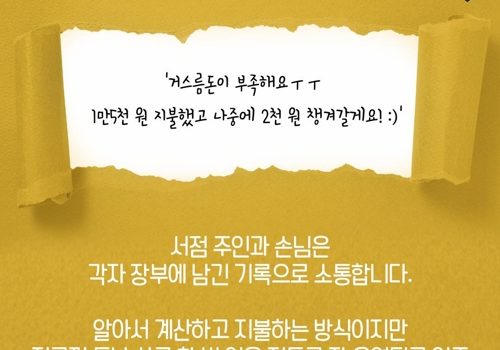 '거스름돈이 부족해요ㅜㅜ
1만5천 원 지불했고 나중에 2천 원 챙겨갈게요! :)'
서점 주인과 손님은
각자 장부에 남긴 기록으로 소통합니다.
알아서 계산하고 지불하는 방식이지만